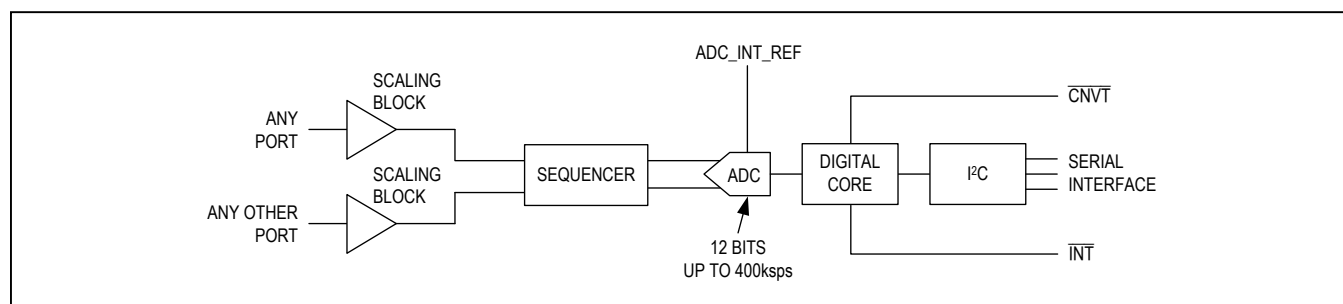 ADC_INT_REF
SCALING
BLOCK
CNVT
ANY
PORT
SEQUENCER
ADC
DIGITAL
CORE
I²C
SERIAL
INTERFACE
SCALING
BLOCK
ANY OTHER
PORT
12 BITS
UP TO 400ksps
INT